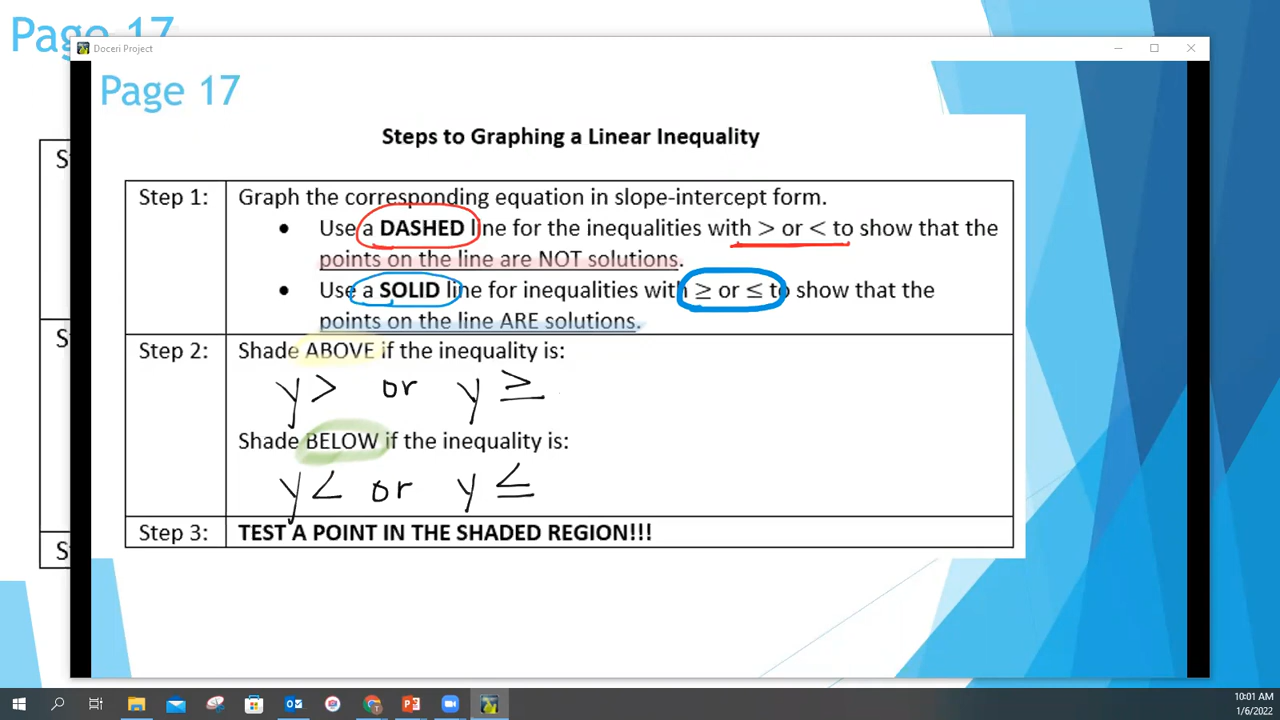 Page 17
Doceri Project
Page 17
Steps to Graphing a Linear Inequality
Step 1:
Graph the corresponding equation in slope-intercept form.
• Use a DASHED line for the inequalities with > or < to show that the
points on the line are NOT solutions.
• Use a SOLID line for inequalities with ≥ or ≤ to show that the
points on the line ARE solutions.
Step 2:
Shade ABOVE if the inequality is:
y > or y ≥
Shade BELOW if the inequality is:
y < or y ≤
Step 3:
TEST A POINT IN THE SHADED REGION!!!
St
St
St
10:01 AM
1/6/2022